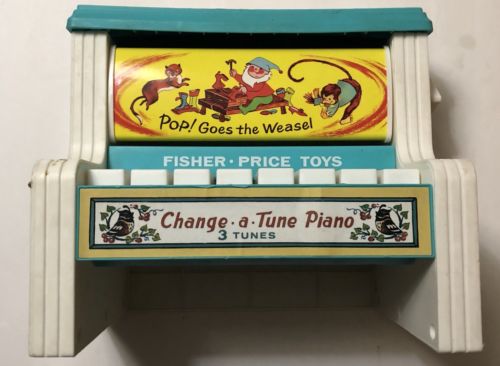 Pop! Goes the Weasel
FISHER · PRICE TOYS
Change · a · Tune Piano
3 TUNES